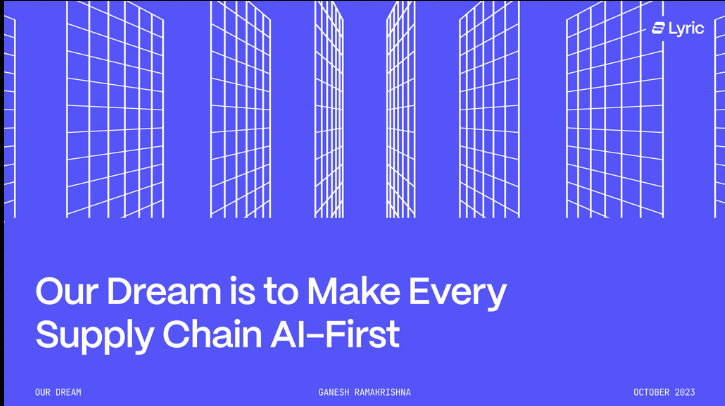 Lyric
Our Dream is to Make Every
Supply Chain AI-First
OUR DREAM
GANESH RAMAKRISHNA
OCTOBER 2023